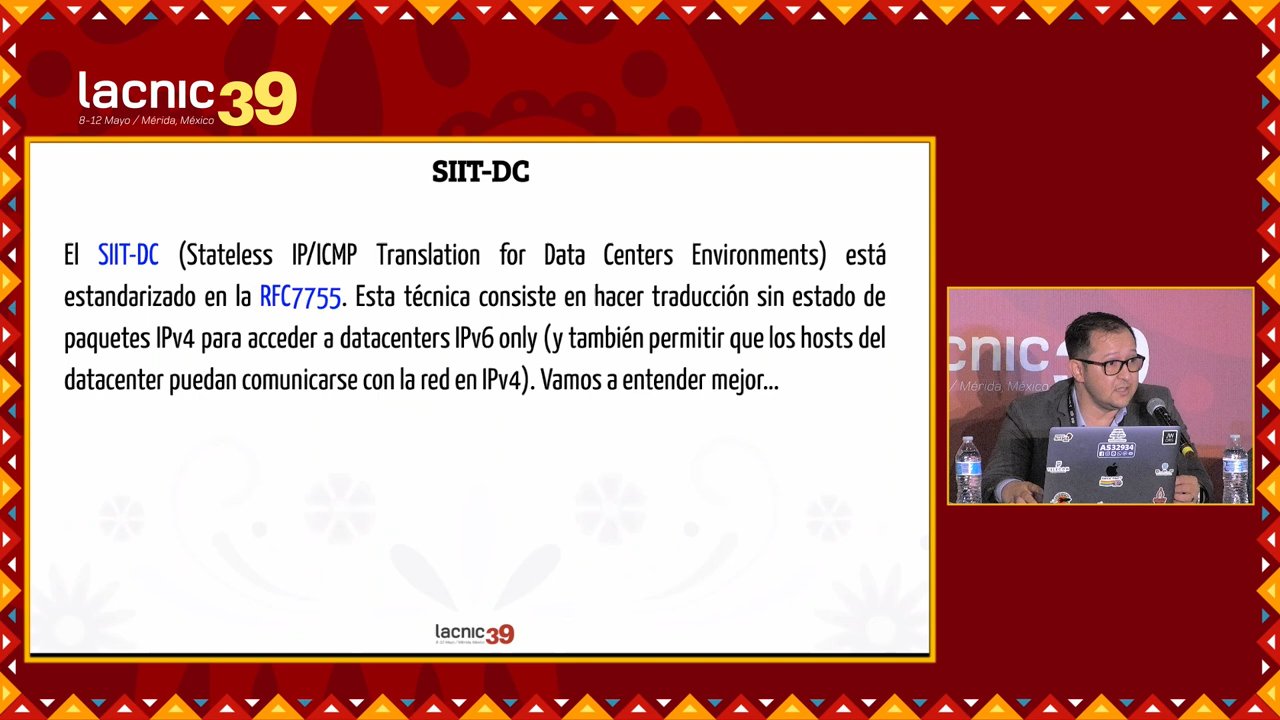 lacnic39
8-12 Mayo / Mérida, México
SIIT-DC
El SIIT-DC (Stateless IP/ICMP Translation for Data Centers Environments) está
estandarizado en la RFC7755. Esta técnica consiste en hacer traducción sin estado de
paquetes IPv4 para acceder a datacenters IPv6 only (y también permitir que los hosts del
datacenter puedan comunicarse con la red en IPv4). Vamos a entender mejor...
cnic
/ Mérida, México
AS32934
lacnic39